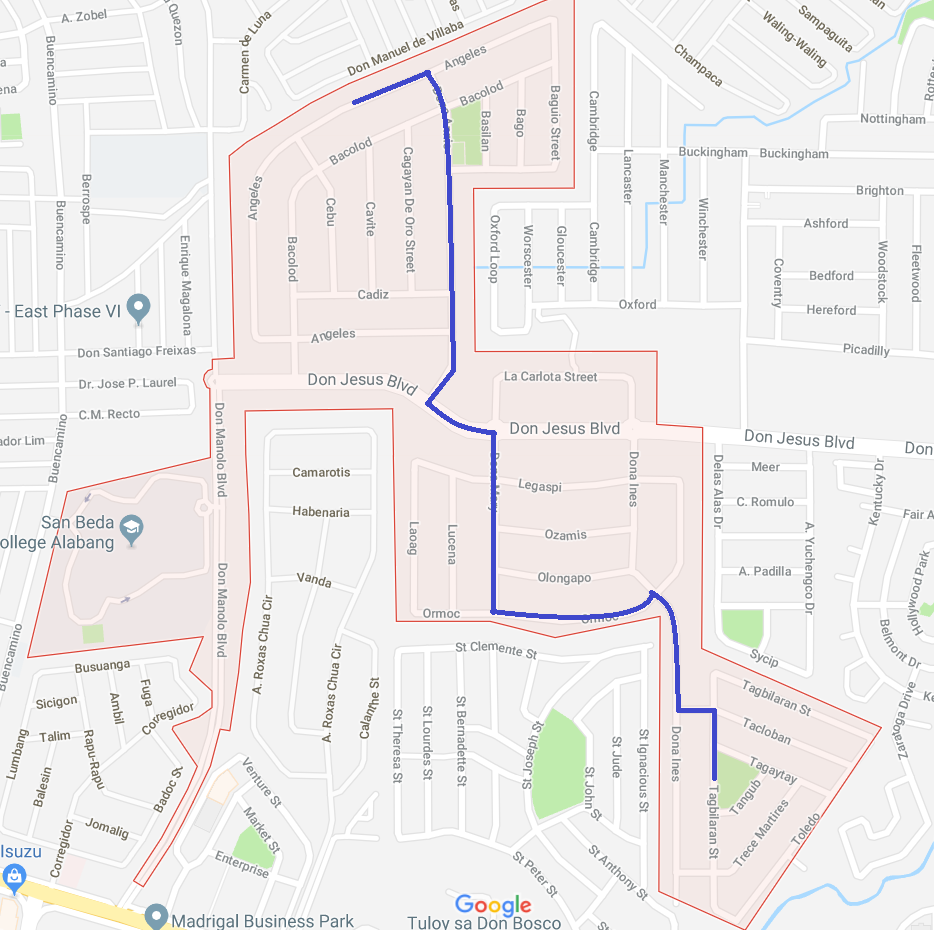 A. Zobel
Quezon
Carmen de Luna
Don Manuel de Villaba
Angeles
Sampaguita
Waling-Waling
Champaca
Buencamino
Bacolod
Basilan
Bago
Baguio Street
Cambridge
Nottingham
Buckingham
Buckingham
Lancaster
Manchester
Winchester
Brighton
Ashford
Bedford
Hereford
Coventry
Woodstock
Fleetwood
Picadilly
Berrospe
Buencamino
Enrique Magalona
Angeles
Bacolod
Bacolod
Cebu
Cavite
Cagayan De Oro Street
Oxford Loop
Worscester
Gloucester
Cambridge
Oxford
- East Phase VI
Cadiz
Angeles
Don Santiago Freixas
Dr. Jose P. Laurel
C.M. Recto
ador Lim
Don Jesus Blvd
La Carlota Street
Don Jesus Blvd
Don Jesus Blvd
Don
Don Manolo Blvd
Buencamino
Camarotis
Habenaria
Vanda
Legaspi
Dona Ines
Delas Alas Dr
Meer
C. Romulo
A. Padilla
A. Yuchengco Dr
Kentucky Dr
Fair A
Hollywood Park
Belmont Dr
San Beda
ollege Alabang
Laoag
Lucena
Ozamis
Olongapo
Ormoc
Ormoc
Don Manolo Blvd
A. Roxas Chua Cir
A. Roxas Chua Cir
Calanthe St
St Clemente St
Sycip
Zaratoga Drive
Buencamino
Busuanga
Sicigon
Talim
Ambil
Fuga
Corregidor
Lumbang
Balesin
Rapu-Rapu
Badoc St
Jomalig
Corregidor
St Theresa St
St Lourdes St
St Bernadette St
St Joseph St
St John St
St Jude
St Ignacious St
Dona Ines
Tagbilaran St
Tacloban
Tagaytay
Tangub
Tagbilaran St
Trece Martires
Toledo
Venture St
Market St
Enterprise
St Peter St
St Anthony St
Isuzu
Madrigal Business Park
Google
Tuloy sa Don Bosco